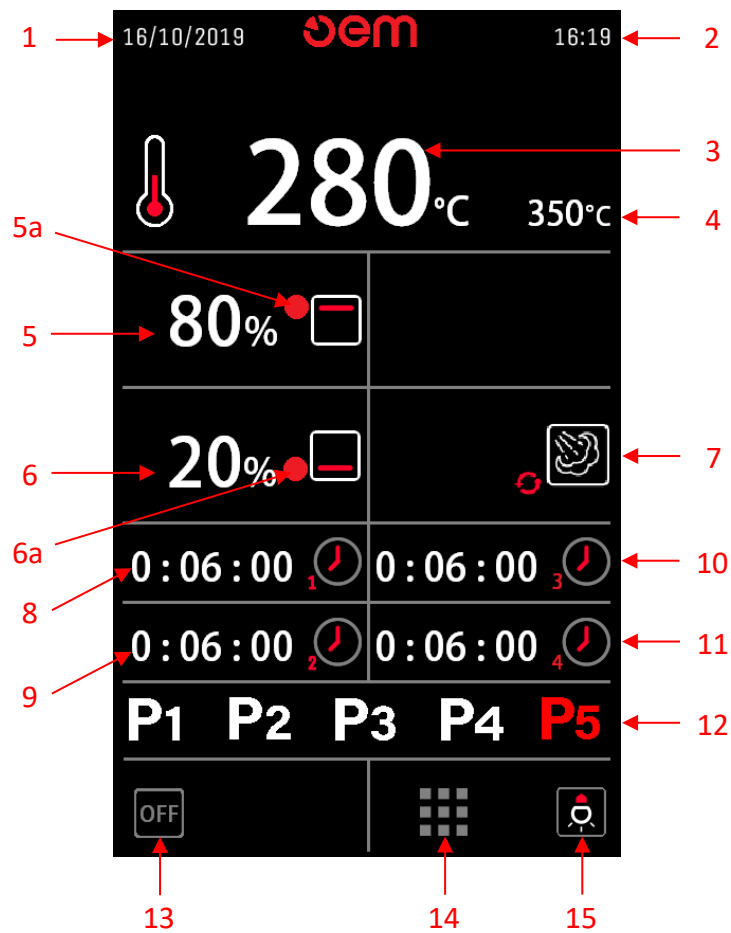 1 16/10/2019 oem 16:19 2
280°C 3
350°C 4
5a
80% 5
20% 6
7
6a
0:06:00 1 0:06:00 3 10
8
0:06:00 2 0:06:00 4 11
9
P1 P2 P3 P4 P5 12
OFF
13 14 15